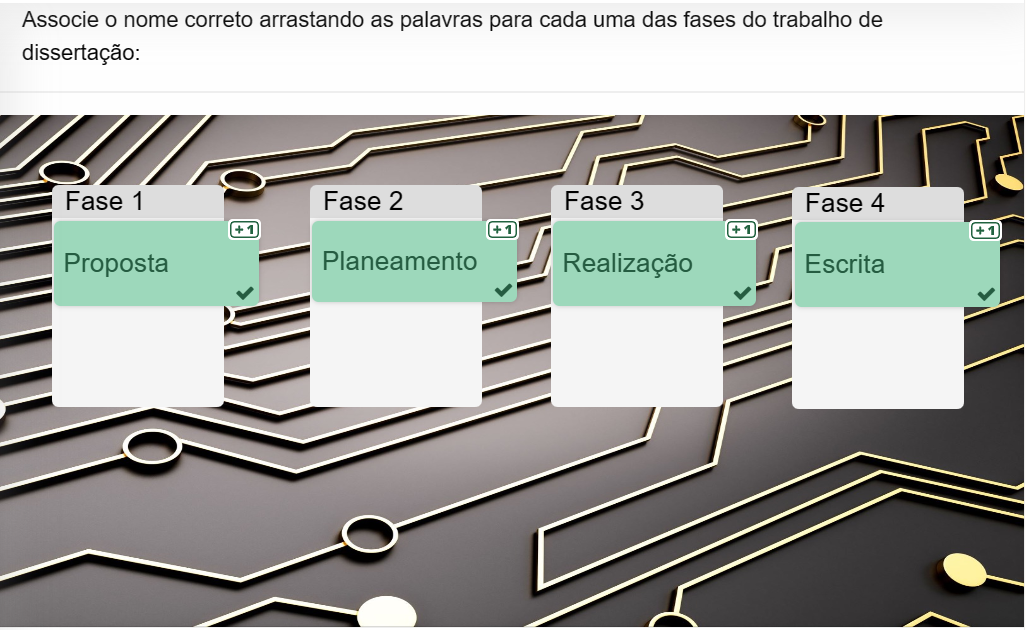 Associe o nome correto arrastando as palavras para cada uma das fases do trabalho de
dissertação:
Fase 1
Fase 2
Fase 3
Fase 4
+1
+1
+1
+1
Proposta
Planeamento
Realização
Escrita